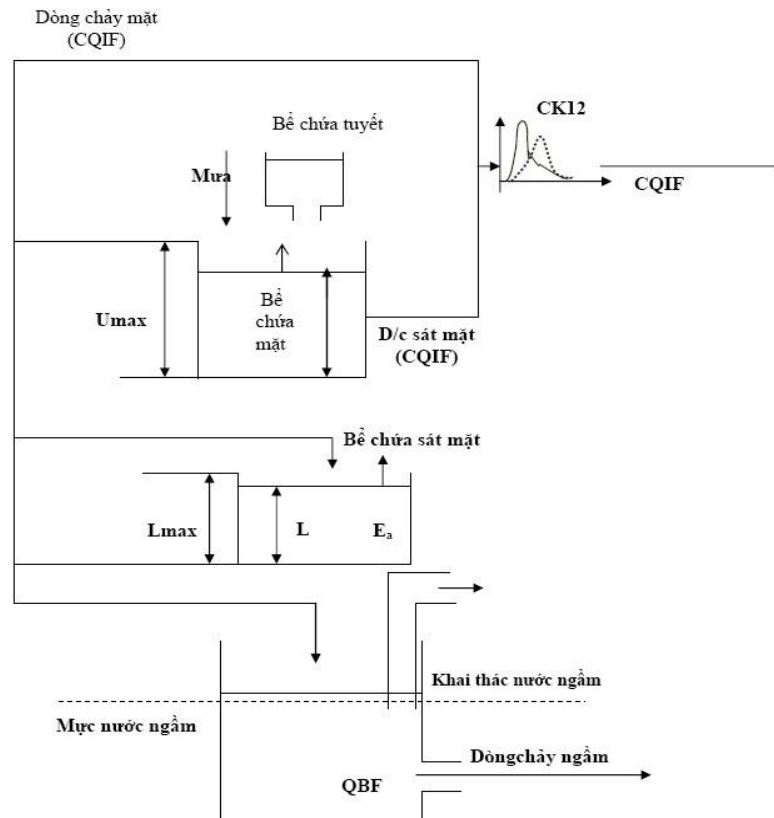 Dòng chảy mặt
(CQIF)
CK12
Bể chứa tuyết
Mưa
CQIF
Bể
chứa
mặt
Umax
D/c sát mặt
(CQIF)
Bể chứa sát mặt
Lmax
L
Ea
Khai thác nước ngầm
Mực nước ngầm
Dòngchảy ngầm
QBF